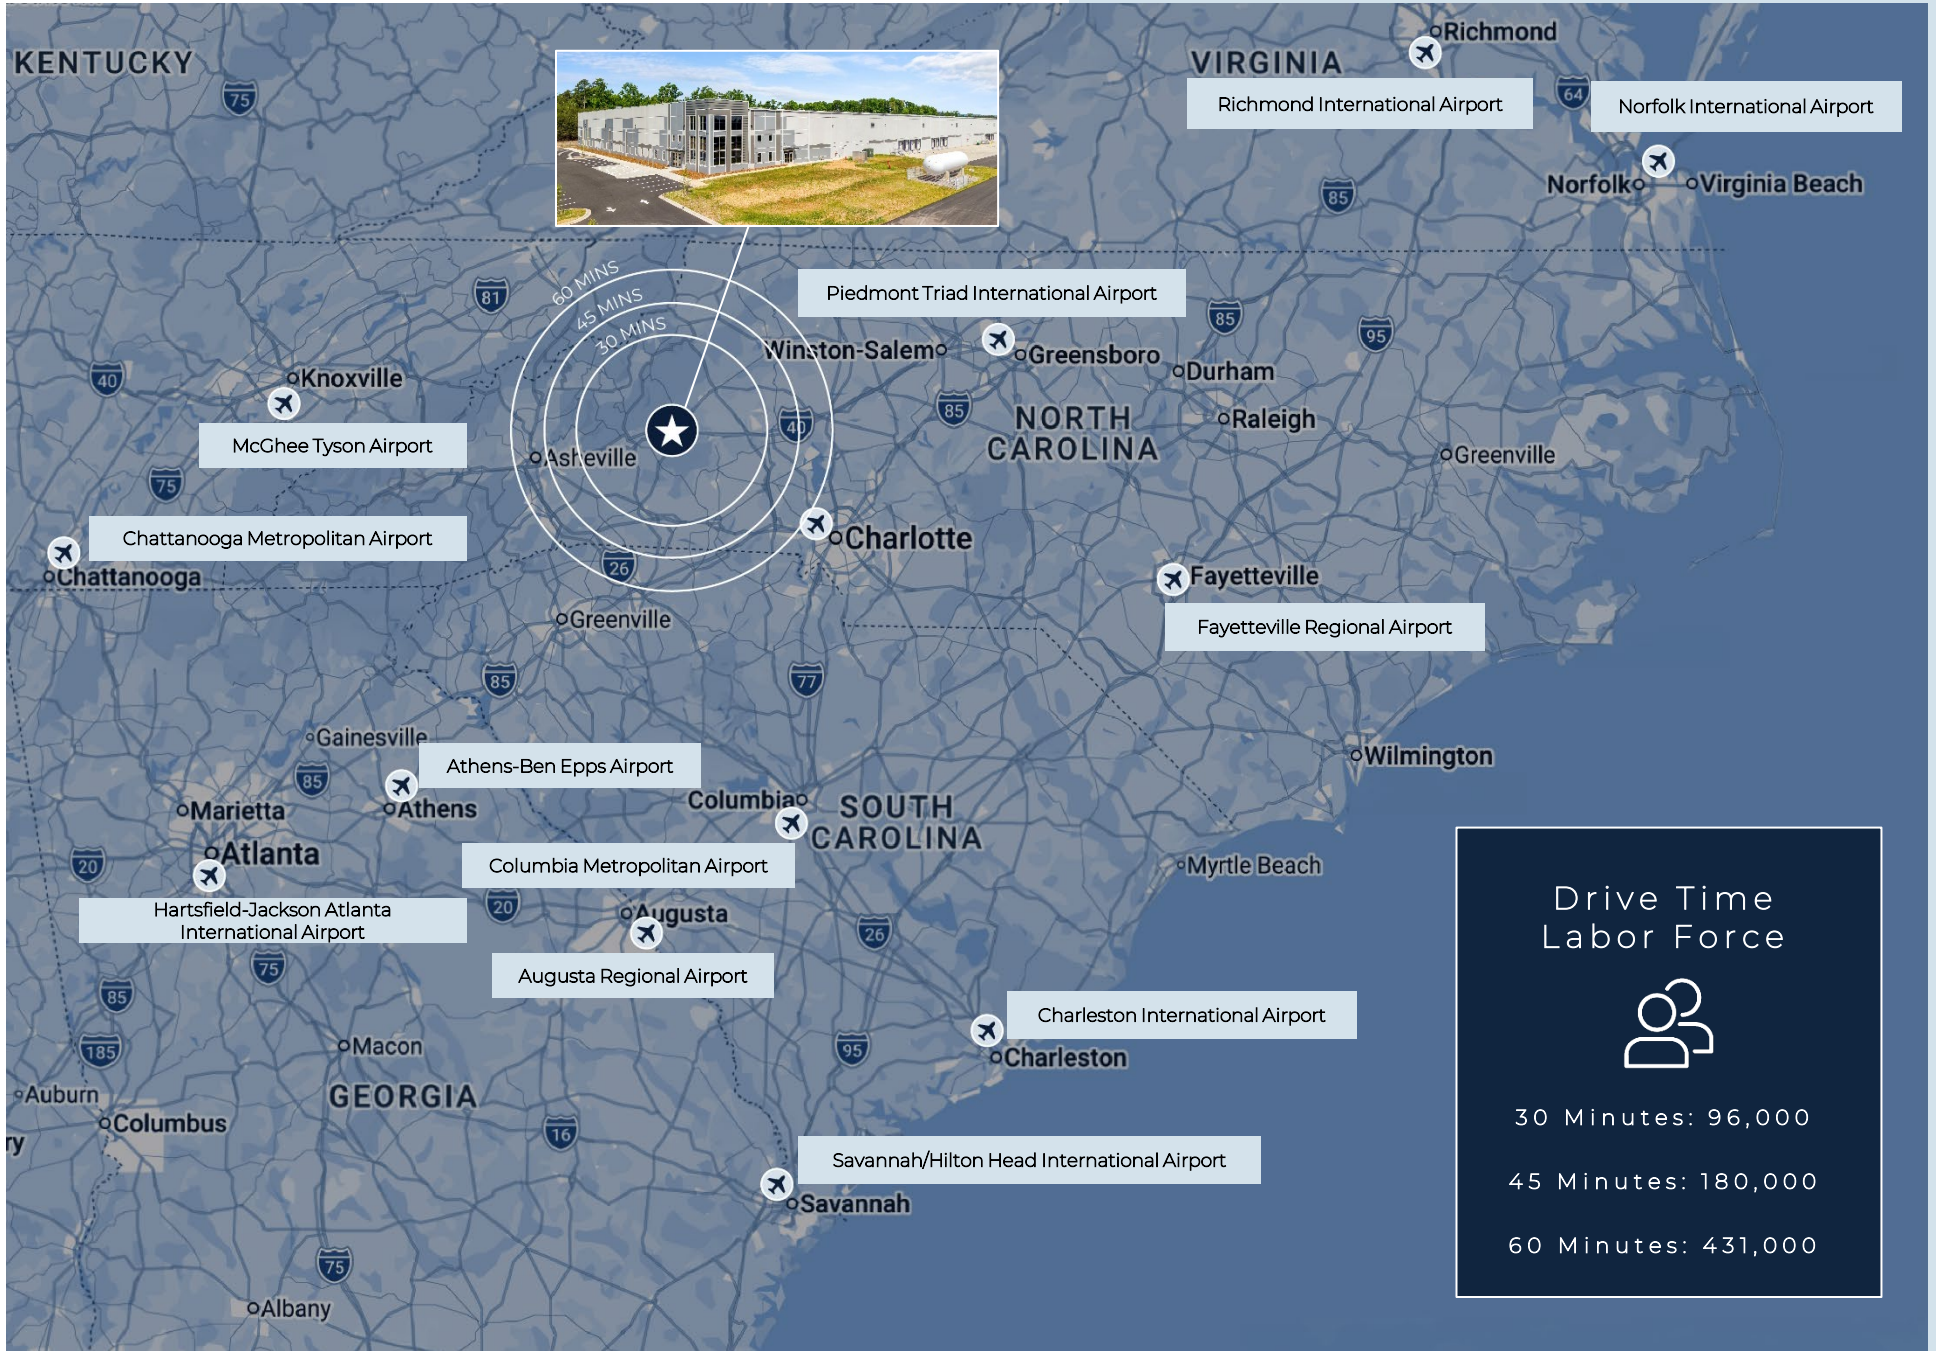 KENTUCKY
75
VIRGINIA
Richmond
Richmond International Airport
64
Norfolk International Airport
Norfolk
Virginia Beach
85
81
60 MINS
45 MINS
30 MINS
Piedmont Triad International Airport
85
95
Winston-Salem
Greensboro
Durham
40
Knoxville
McGhee Tyson Airport
40
85
NORTH
CAROLINA
Raleigh
Asheville
Greenville
75
Chattanooga Metropolitan Airport
Chattanooga
Charlotte
26
Fayetteville
Fayetteville Regional Airport
Greenville
85
77
Gainesville
Athens-Ben Epps Airport
85
Wilmington
Marietta
Athens
Columbia
SOUTH
CAROLINA
Atlanta
20
Columbia Metropolitan Airport
Myrtle Beach
Hartsfield-Jackson Atlanta
International Airport
20
Augusta
26
75
Augusta Regional Airport
85
Charleston International Airport
185
Macon
95
Charleston
GEORGIA
Auburn
Columbus
ry
16
Savannah/Hilton Head International Airport
Savannah
75
Albany
Drive Time
Labor Force
30 Minutes: 96,000
45 Minutes: 180,000
60 Minutes: 431,000